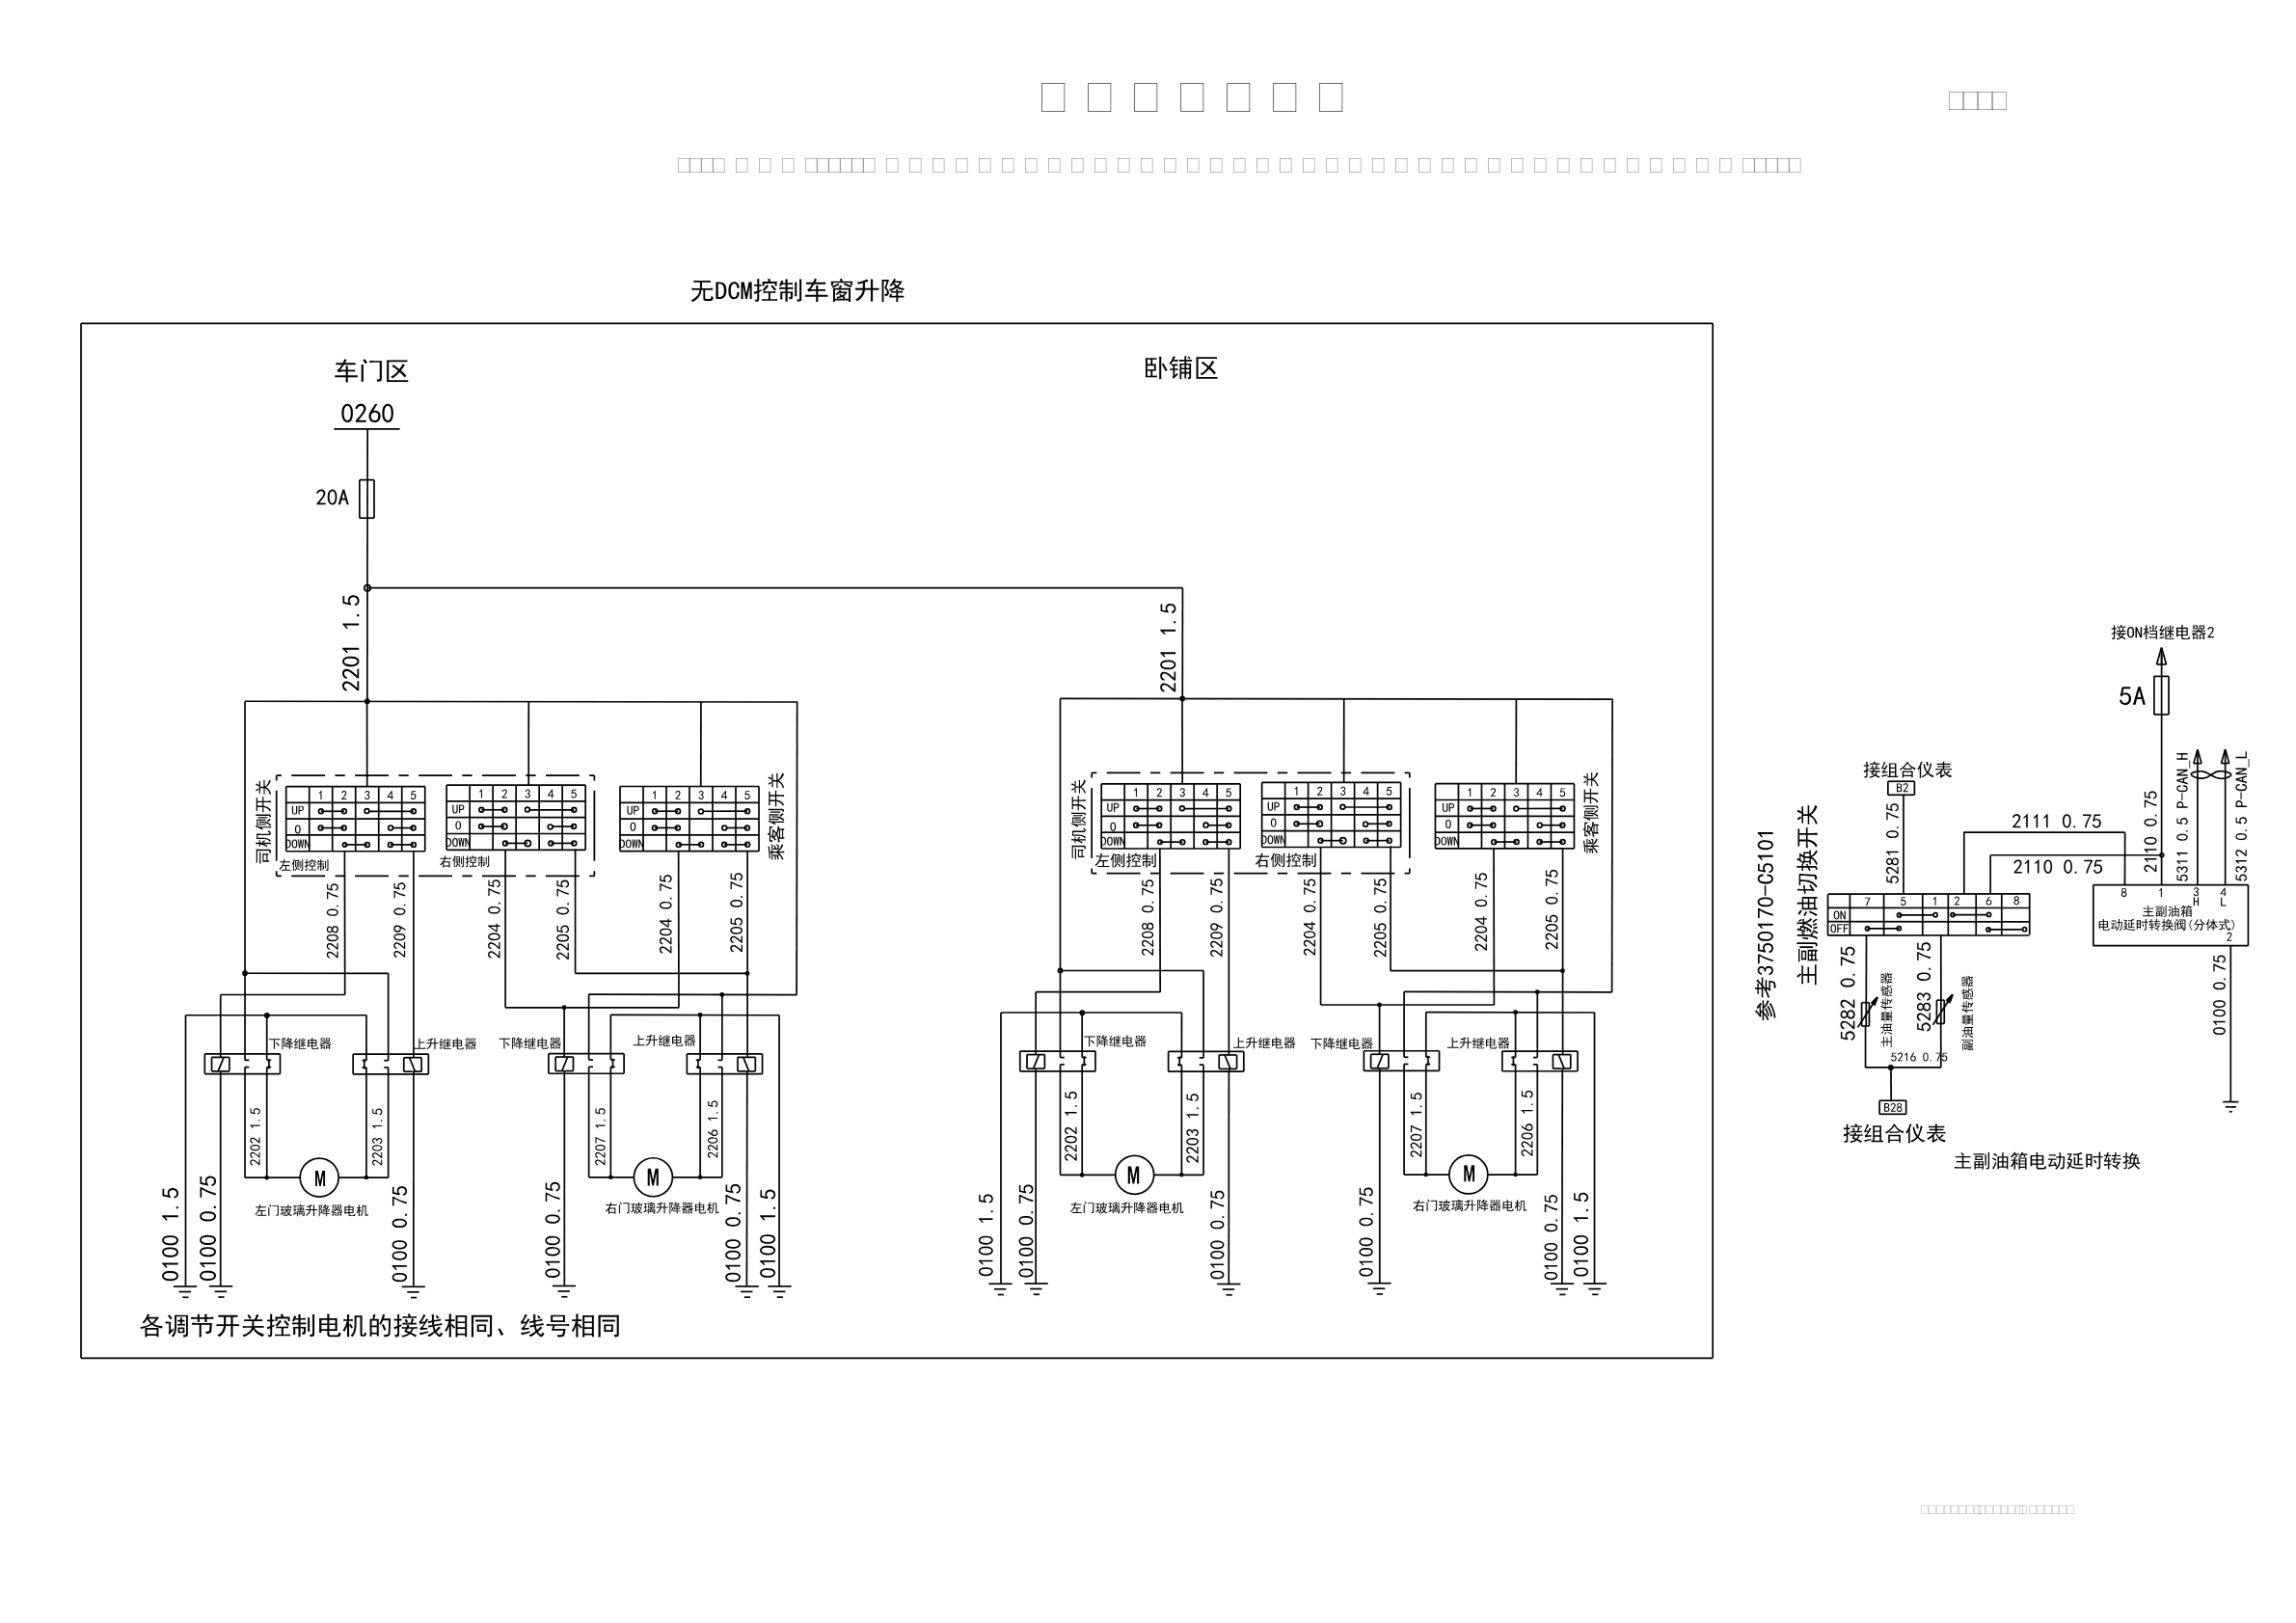 无DCM控制车窗升降
车门区
卧铺区
0260
20A
2201 1.5
2201 1.5
司机侧开关
1 2 3 4 5
UP
0
DOWN
左侧控制
1 2 3 4 5
UP
0
DOWN
右侧控制
1 2 3 4 5
UP
0
DOWN
乘客侧开关
2208 0.75
2209 0.75
2204 0.75
2205 0.75
2204 0.75
2205 0.75
下降继电器
上升继电器
下降继电器
上升继电器
2202 1.5
2203 1.5
2207 1.5
2206 1.5
M
M
左门玻璃升降器电机
右门玻璃升降器电机
0100 1.5
0100 0.75
0100 0.75
0100 0.75
0100 0.75
0100 1.5
司机侧开关
1 2 3 4 5
UP
0
DOWN
左侧控制
1 2 3 4 5
UP
0
DOWN
右侧控制
1 2 3 4 5
UP
0
DOWN
乘客侧开关
2208 0.75
2209 0.75
2204 0.75
2205 0.75
2204 0.75
2205 0.75
下降继电器
上升继电器
下降继电器
上升继电器
2202 1.5
2203 1.5
2207 1.5
2206 1.5
M
M
左门玻璃升降器电机
右门玻璃升降器电机
0100 1.5
0100 0.75
0100 0.75
0100 0.75
0100 0.75
0100 1.5
各调节开关控制电机的接线相同、线号相同
接ON档继电器2
5A
接组合仪表
B2
参考3750170-C5101
主副燃油切换开关
5281 0.75
2111 0.75
2110 0.75
2110 0.75
5311 0.5 P-CAN_H
5312 0.5 P-CAN_L
7 5 1 2 6 8
ON
OFF
8 1 3 4
H L
主副油箱
电动延时转换阀(分体式)
2
5282 0.75
主油量传感器
5283 0.75
副油量传感器
0100 0.75
5216 0.75
B28
接组合仪表
主副油箱电动延时转换